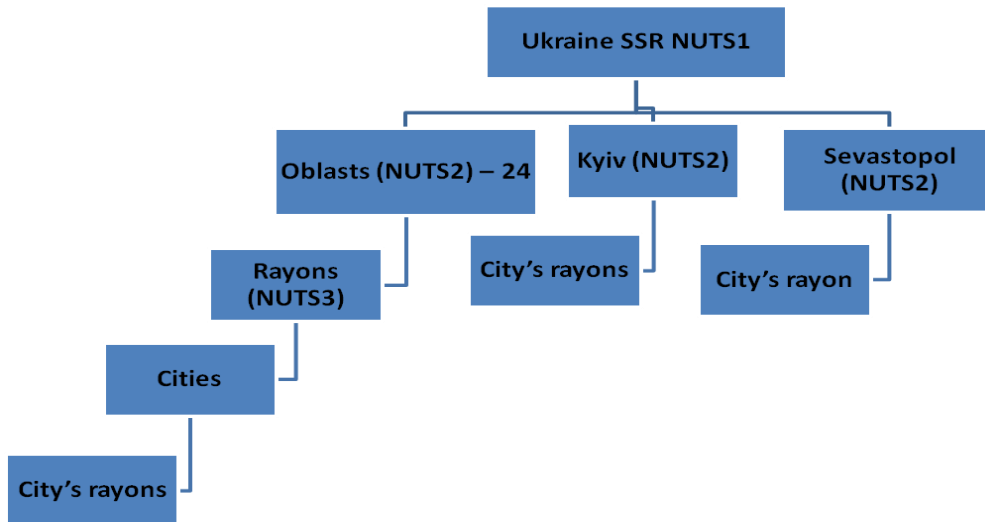 Ukraine SSR NUTS1
Oblasts (NUTS2) – 24
Kyiv (NUTS2)
Sevastopol
(NUTS2)
Rayons
(NUTS3)
City’s rayons
City’s rayon
Cities
City’s rayons